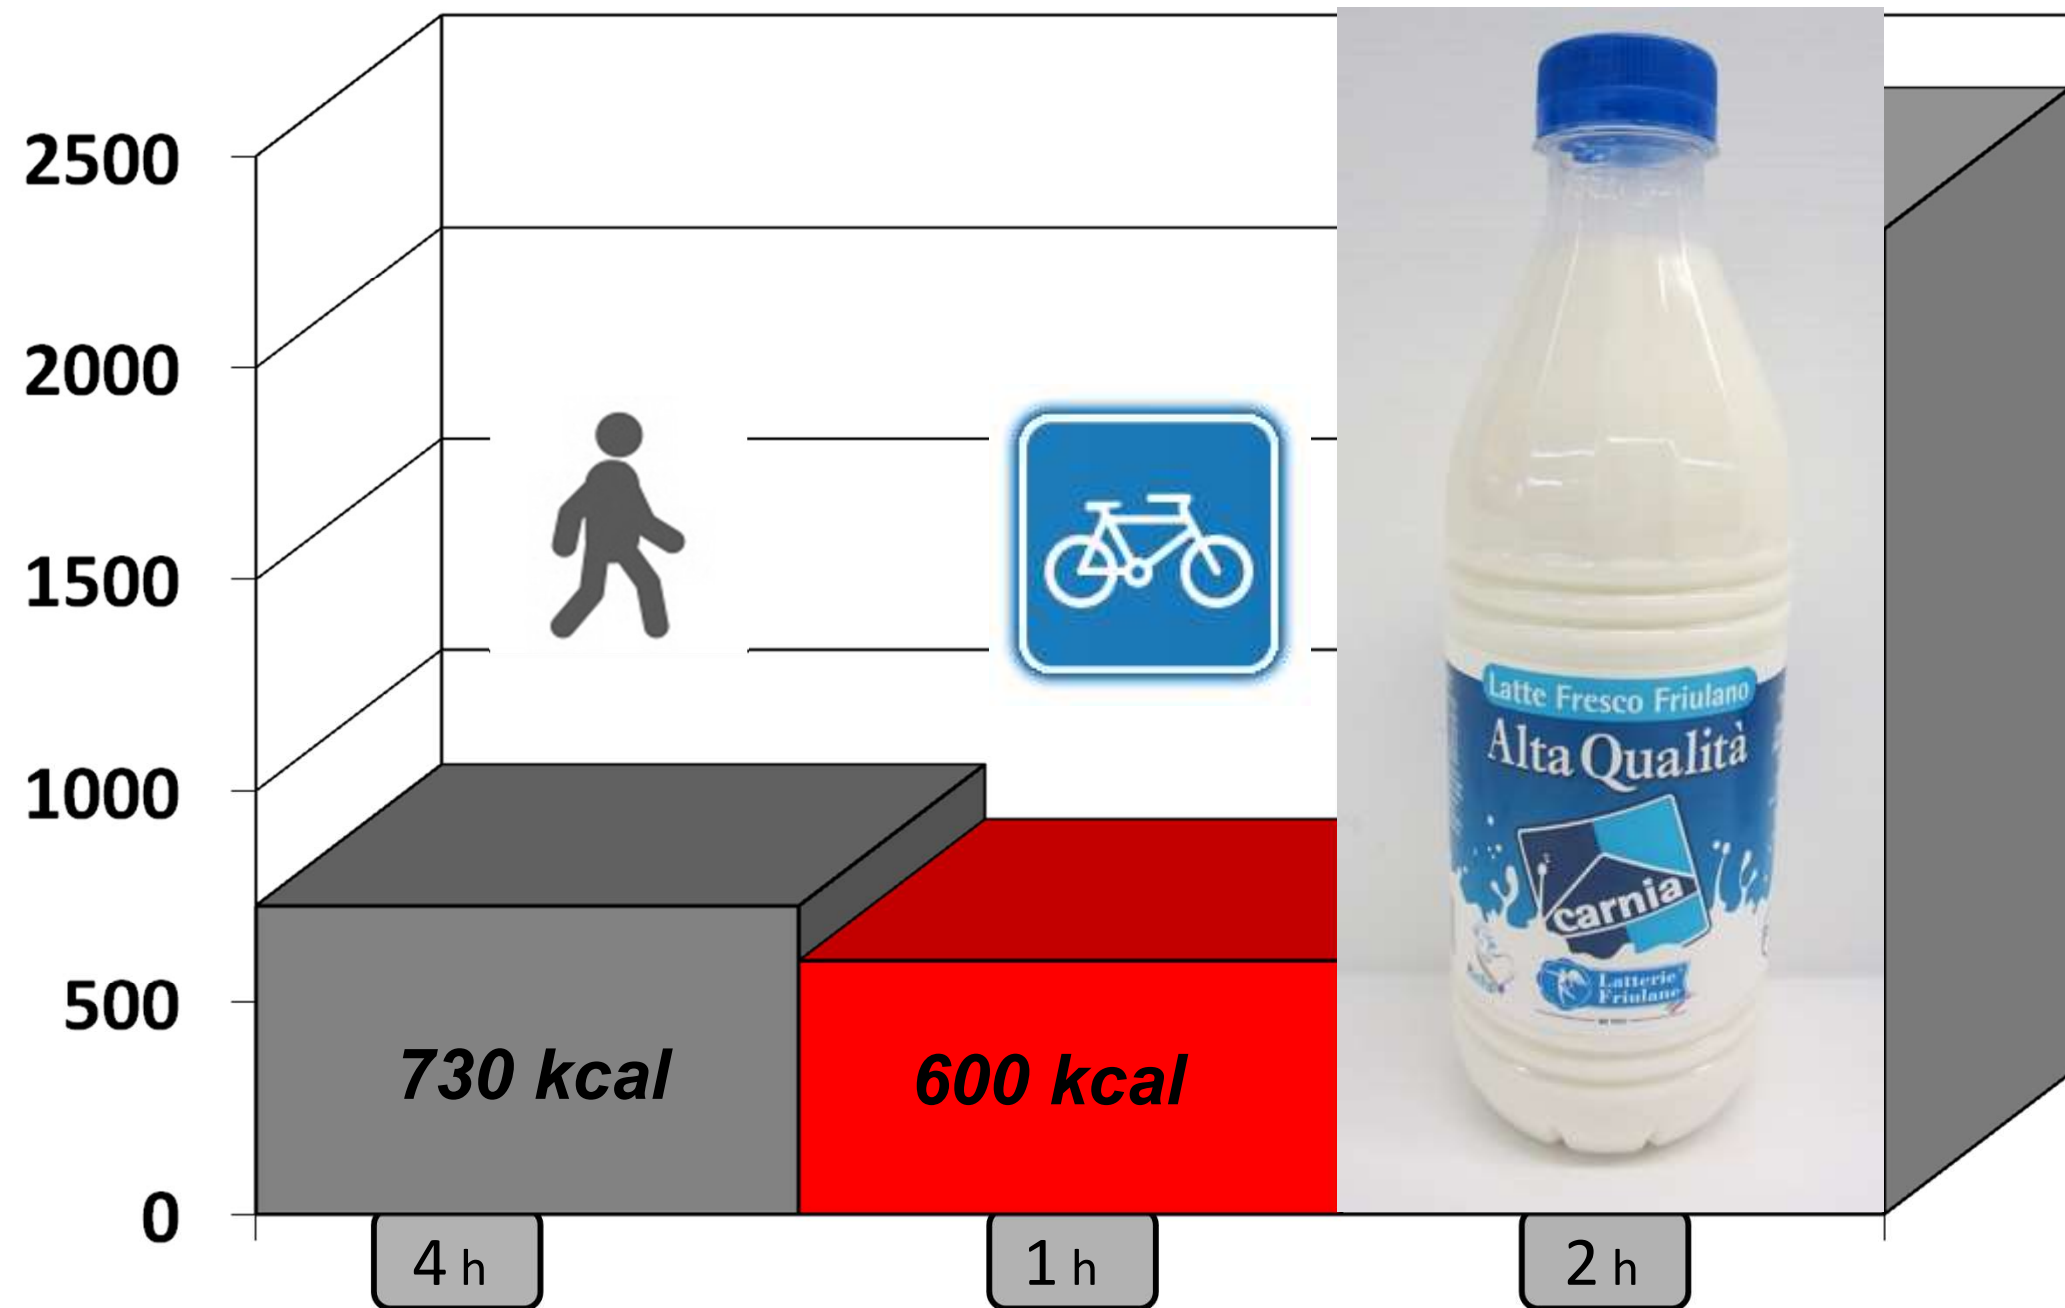 2500
2000
1500
1000
500
0
730 kcal
600 kcal
Latte Fresco Friulano
Alta Qualità
carnia
Latterie
Friulane
4 h
1 h
2 h